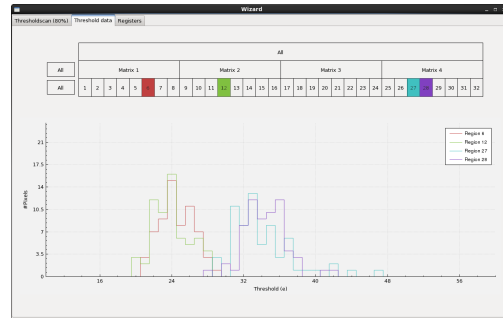 Wizard
Thresholdscan (80%) Threshold data Registers
All
All Matrix 1 Matrix 2 Matrix 3 Matrix 4
All 1 2 3 4 5 6 7 8 9 10 11 12 13 14 15 16 17 18 19 20 21 22 23 24 25 26 27 28 29 30 31 32
Region 6
Region 12
Region 27
Region 28
21
17.5
14
10.5
7
3.5
0
#Pixels
16 24 32 40 48 56
Threshold (e)